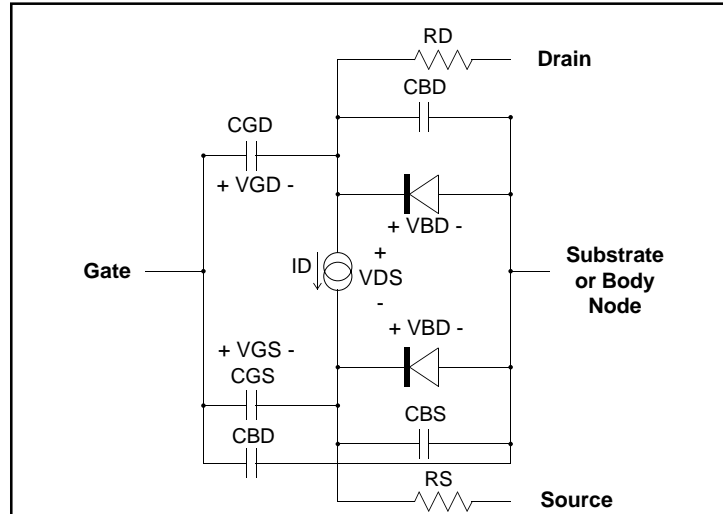 RD
Drain
CBD
CGD
+ VGD -
+ VBD -
Gate
ID
+
VDS
-
Substrate
or Body
Node
+ VBD -
+ VGS -
CGS
CBD
CBS
RS
Source